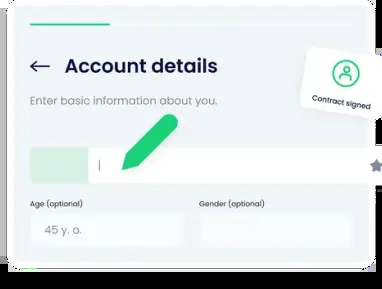 Account details
Contract signed
Enter basic information about you.
Age (optional)
Gender (optional)
45 y. o.